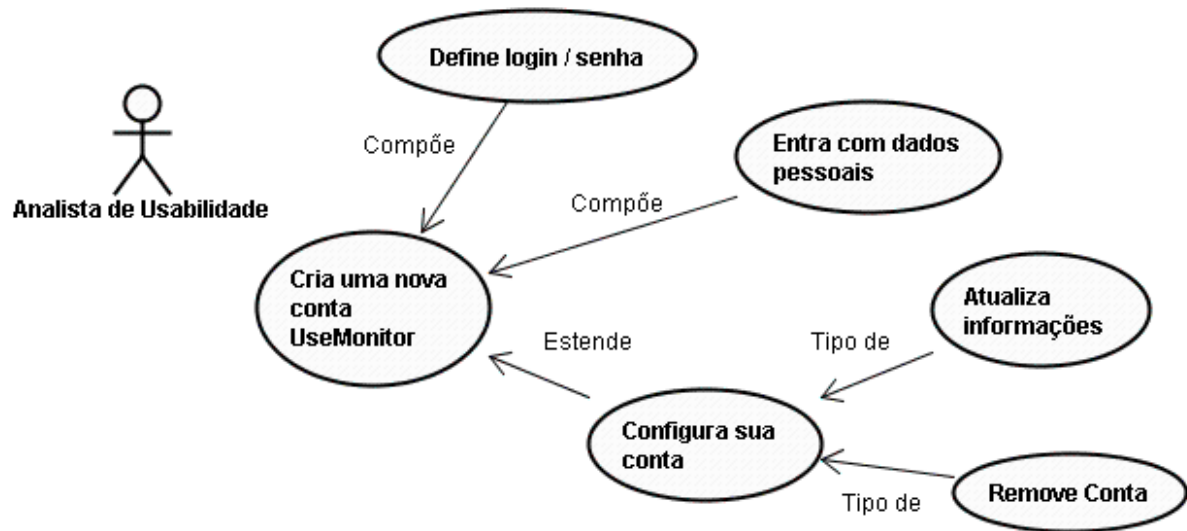 Define login / senha
Compõe
Entra com dados
pessoais
Analista de Usabilidade
Compõe
Cria uma nova
conta
UseMonitor
Atualiza
informações
Estende
Tipo de
Configura sua
conta
Remove Conta
Tipo de